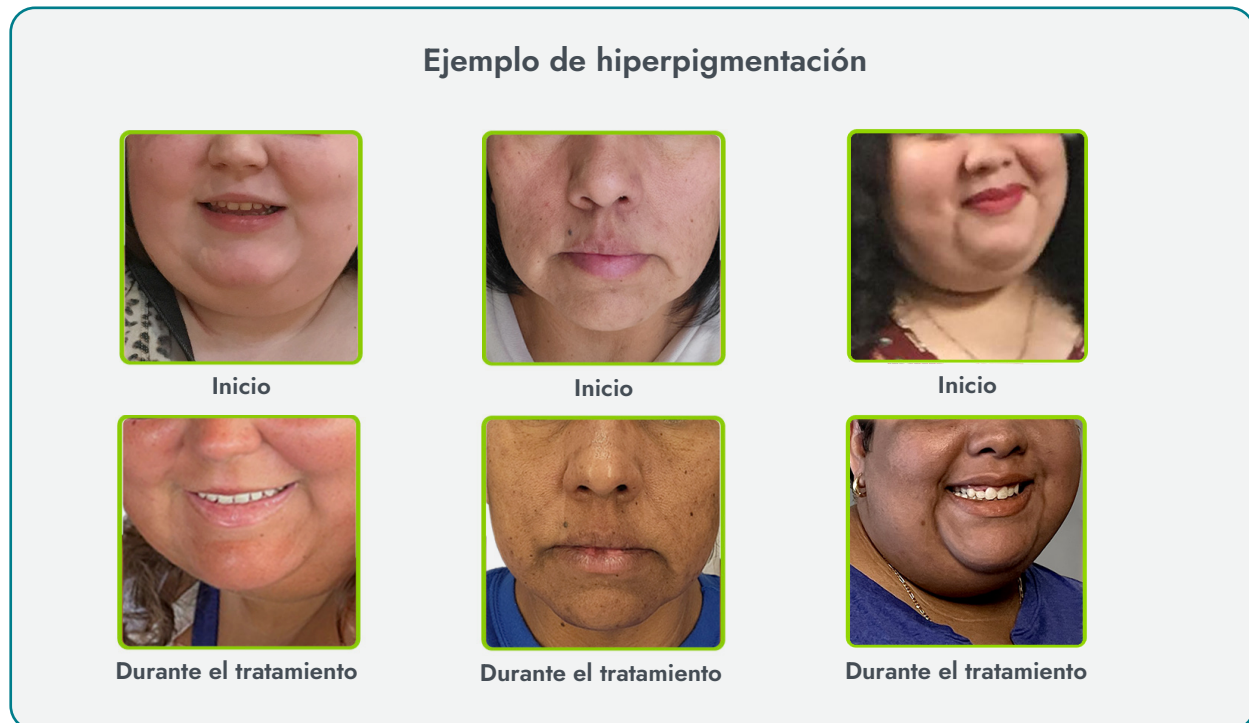 Ejemplo de hiperpigmentación
Inicio
Inicio
Inicio
Durante el tratamiento
Durante el tratamiento
Durante el tratamiento